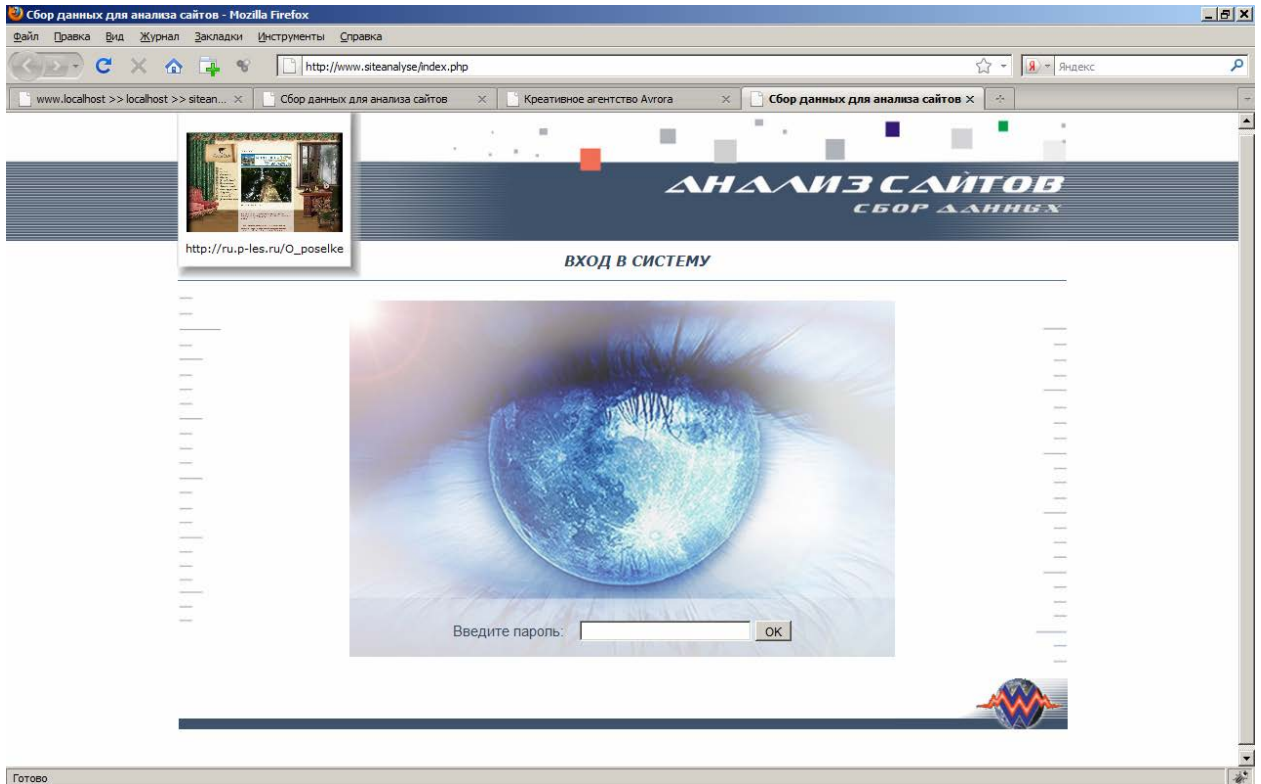 Сбор данных для анализа сайтов - Mozilla Firefox
Файл Правка Вид Журнал Закладки Инструменты Справка
http://www.siteanalyse/index.php
Яндекс
www.localhost >> localhost >> sitean...
Сбор данных для анализа сайтов
Креативное агентство Avrora
Сбор данных для анализа сайтов
АНАЛИЗ САЙТОВ
СБОР ДАННЫХ
http://ru.p-les.ru/O_poselke
ВХОД В СИСТЕМУ
Введите пароль:
OK
Готово